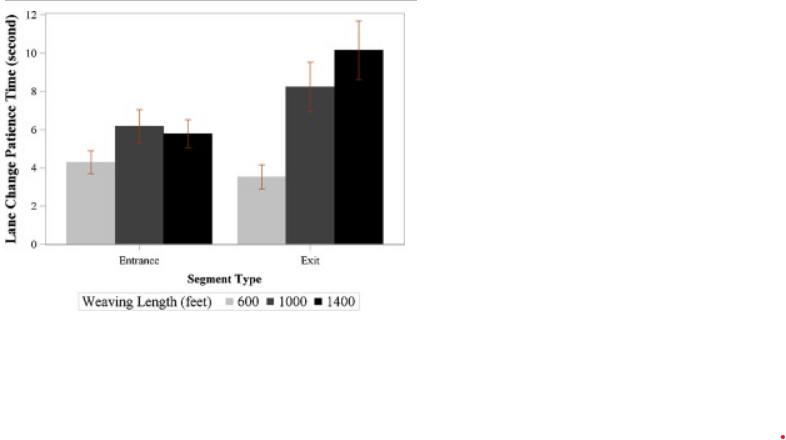 Lane Change Patience Time (second)
12
10
8
6
4
2
0
Entrance Exit
Segment Type
Weaving Length (feet) 600 1000 1400